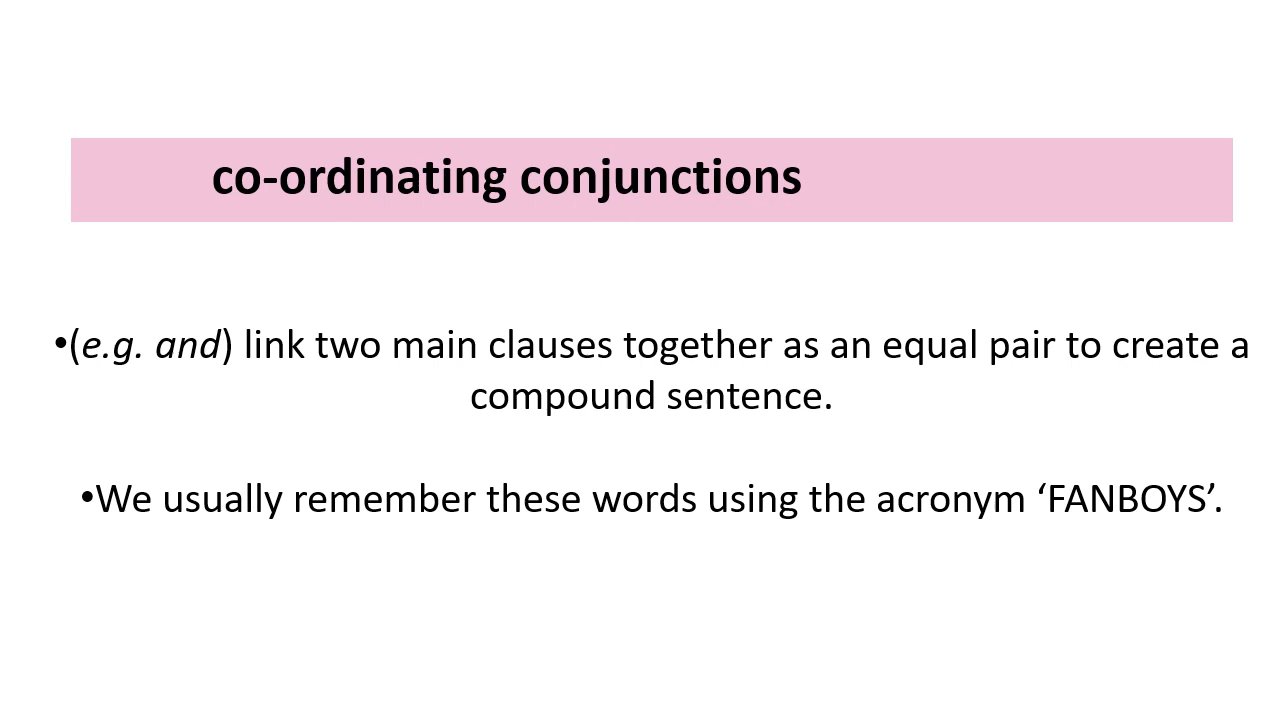 co-ordinating conjunctions
•(e.g. and) link two main clauses together as an equal pair to create a
compound sentence.
•We usually remember these words using the acronym ‘FANBOYS’.